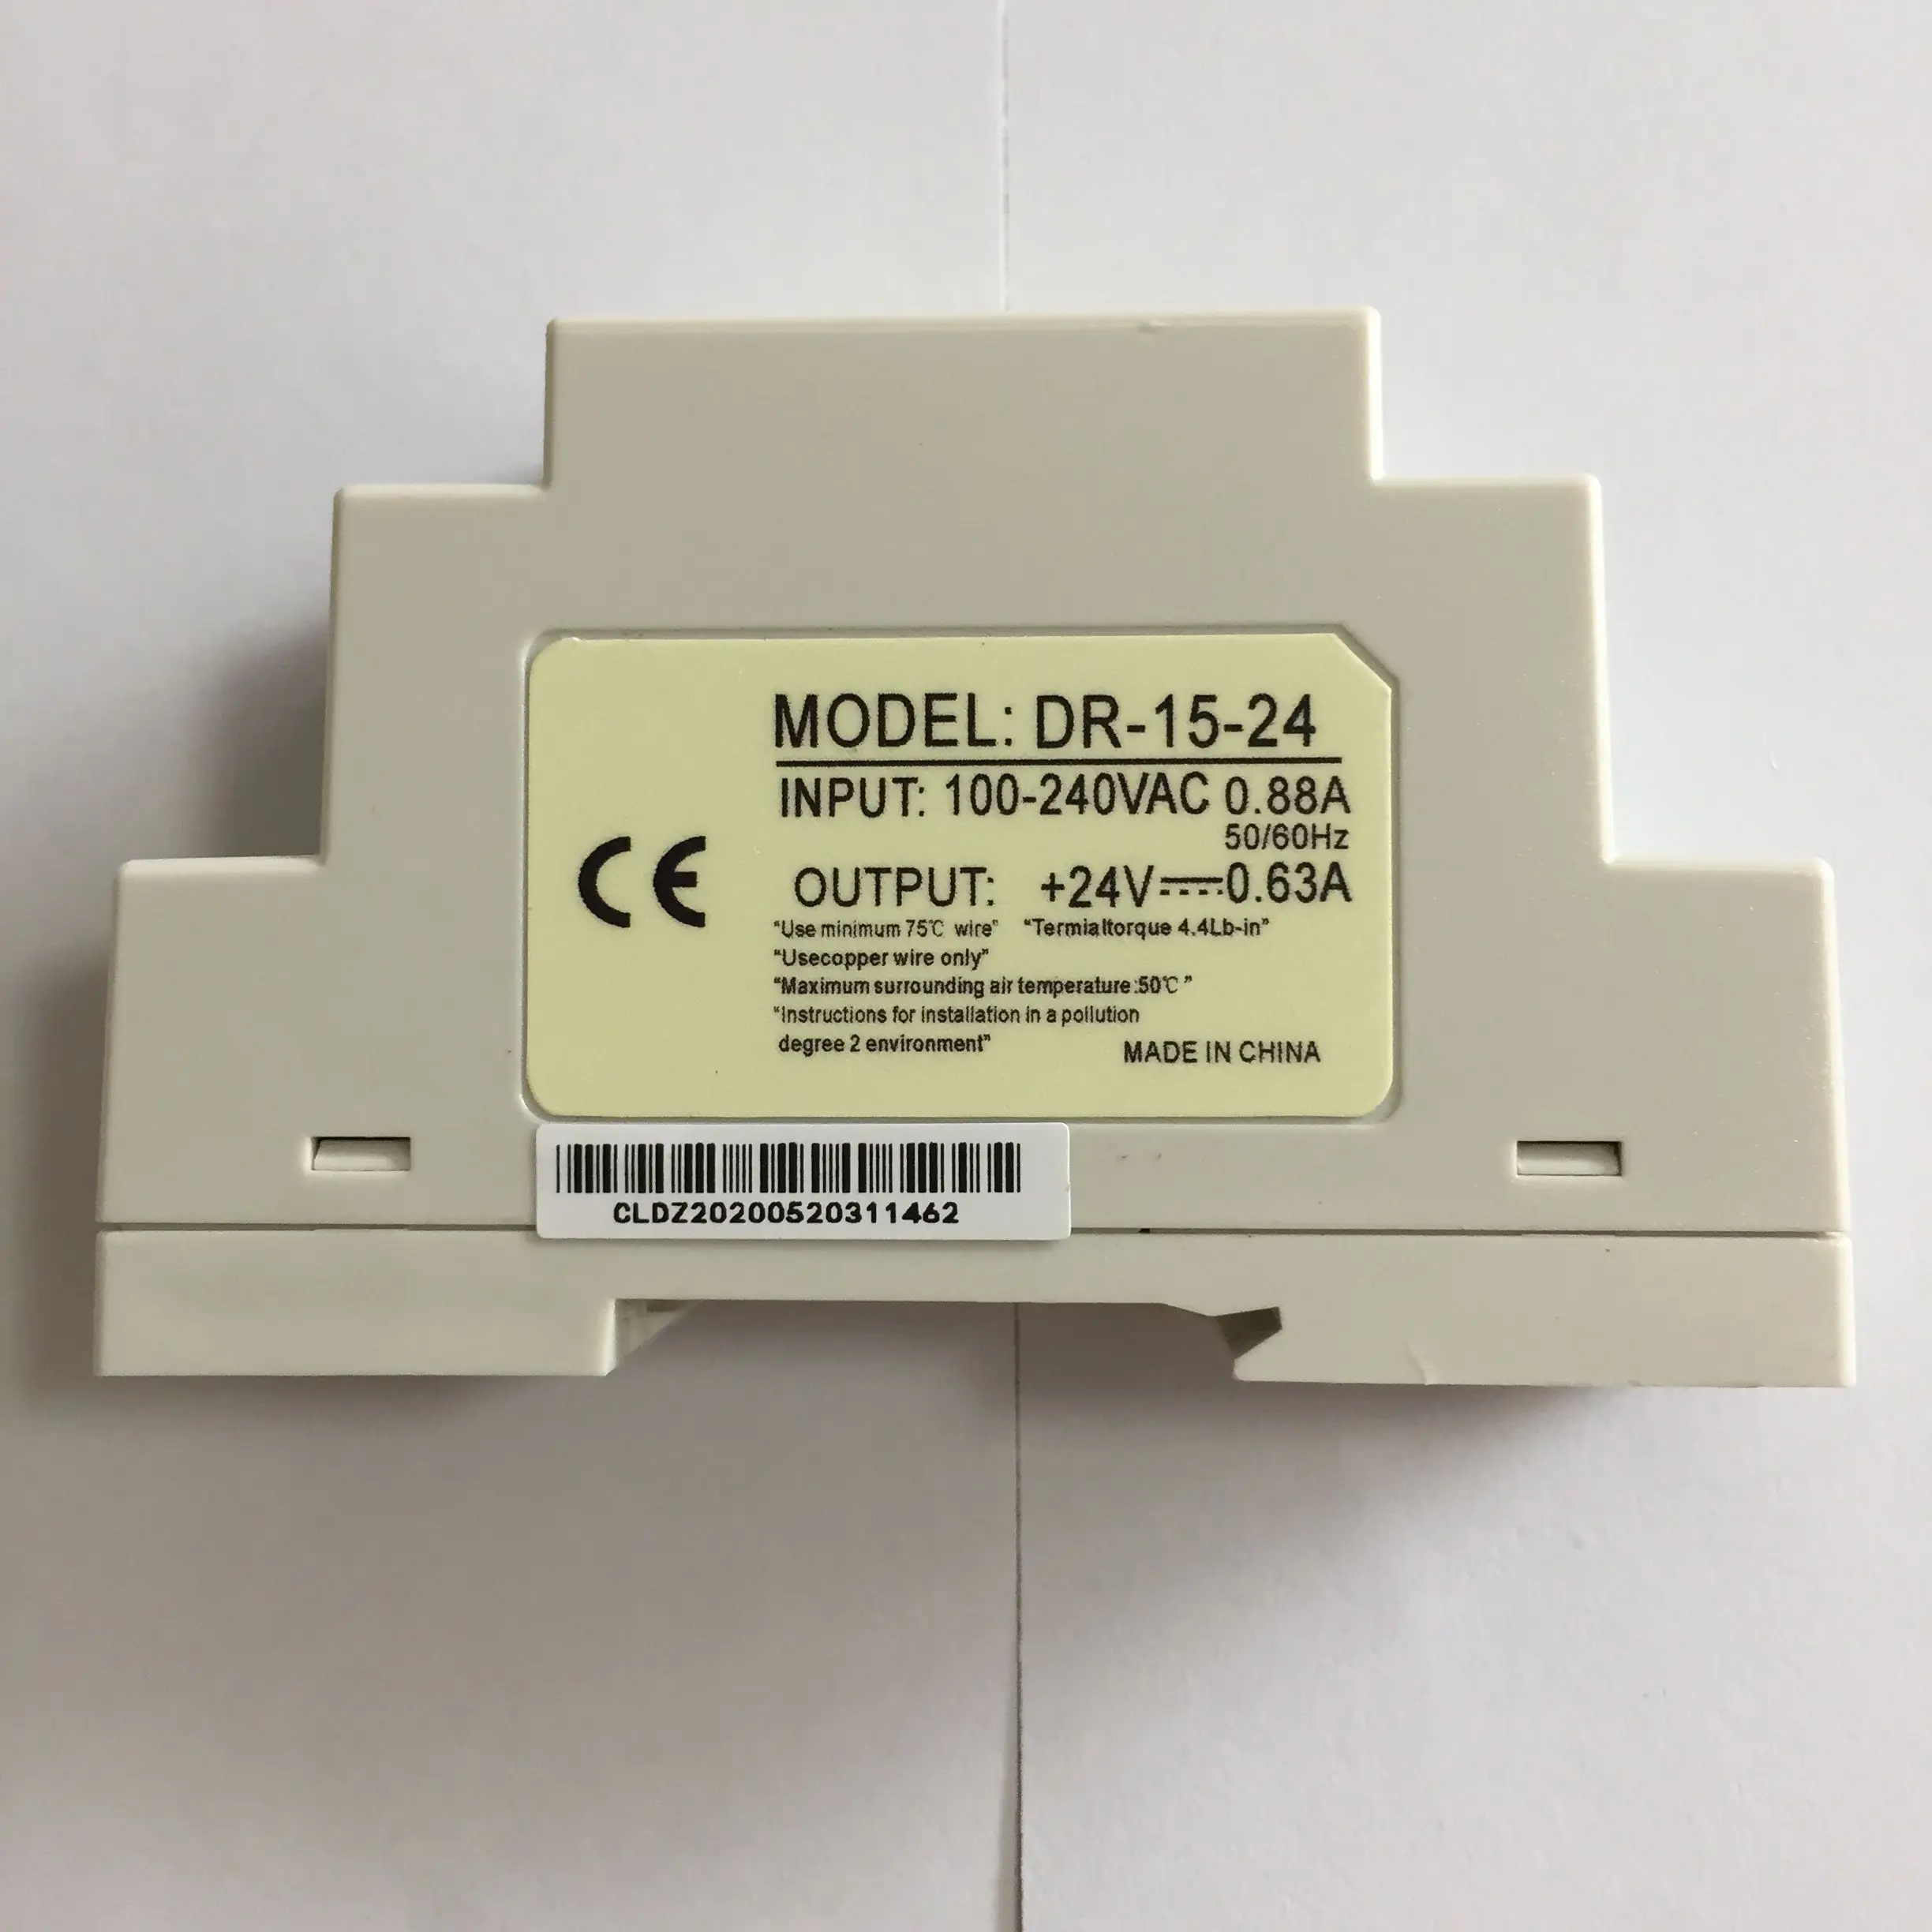 MODEL: DR-15-24
INPUT: 100-240VAC 0.88A
50/60Hz
CE
OUTPUT: +24V⎓0.63A
"Use minimum 75℃ wire" "Termialtorque 4.4Lb-in"
"Usecopper wire only"
"Maximum surrounding air temperature:50℃"
"Instructions for installation in a pollution
degree 2 environment"
MADE IN CHINA
CLDZ20200520311462